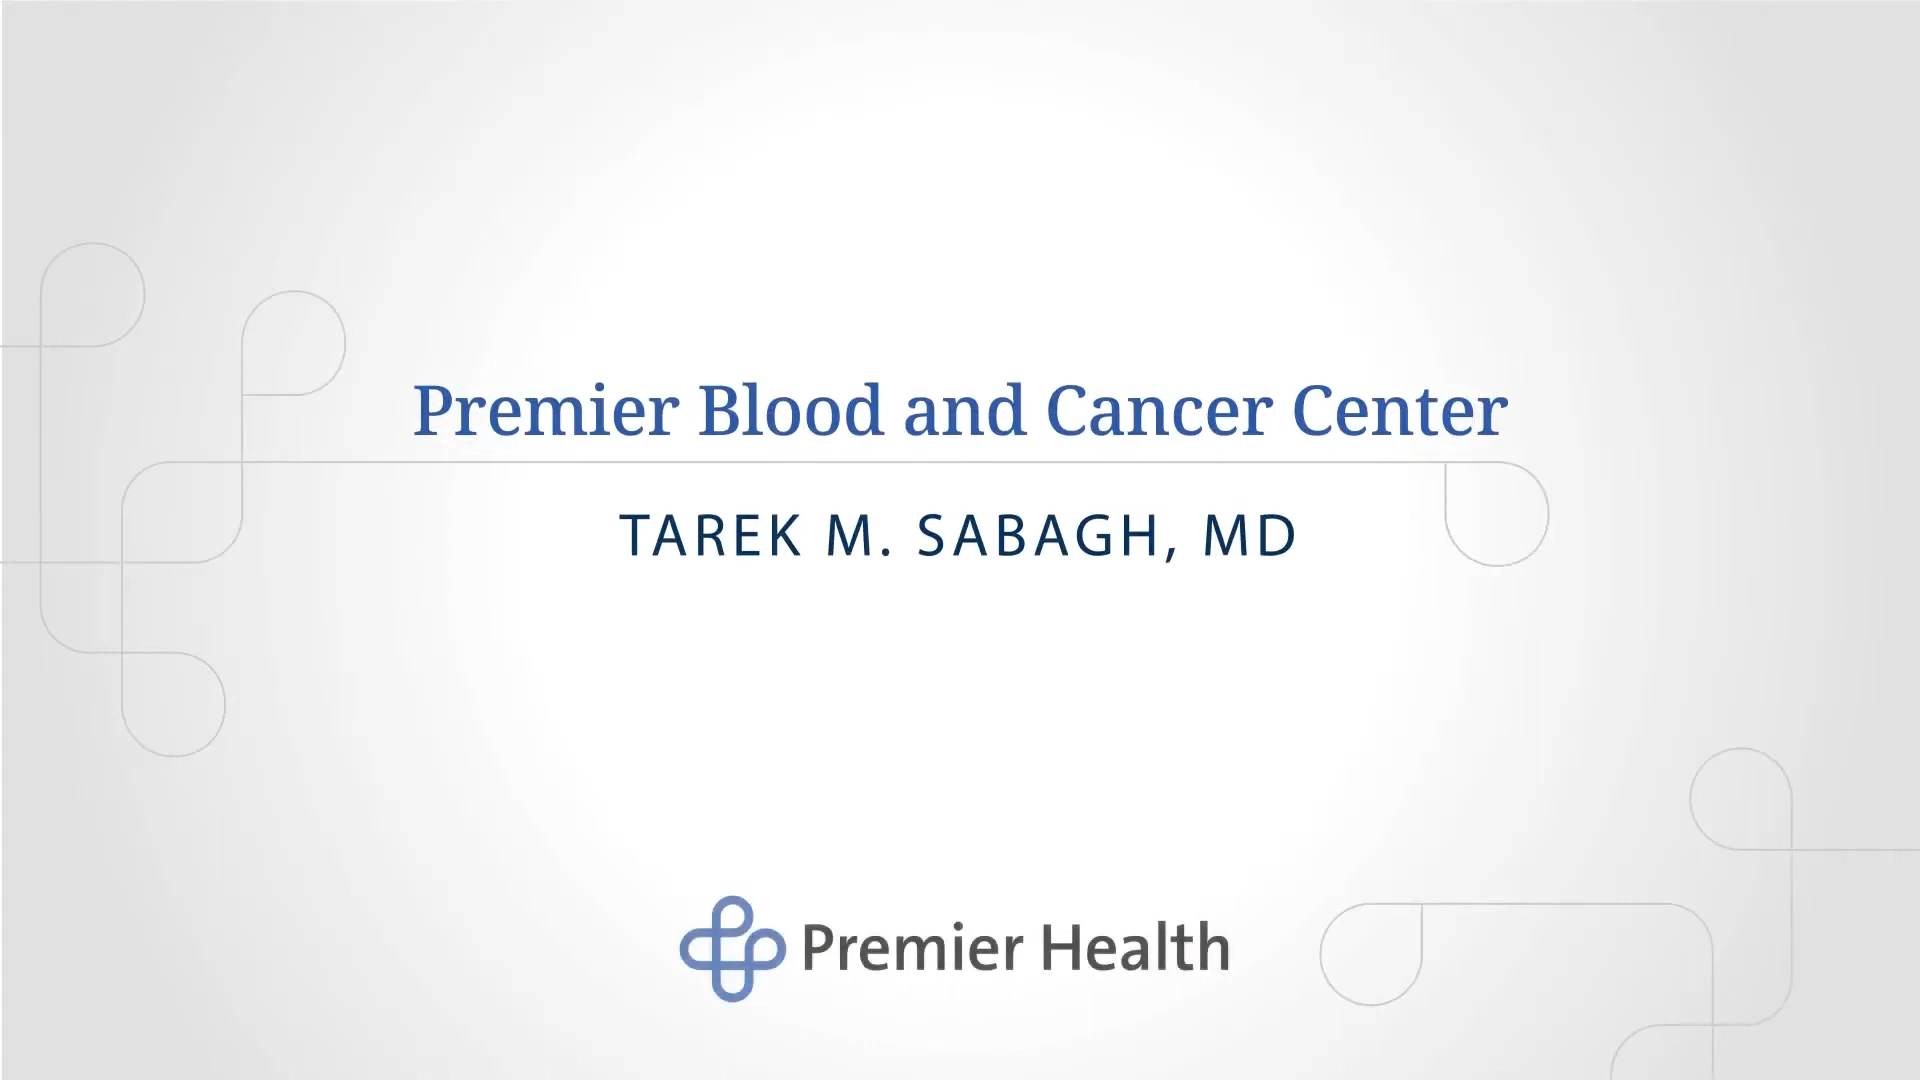 Premier Blood and Cancer Center
TAREK M. SABAGH, MD
Premier Health